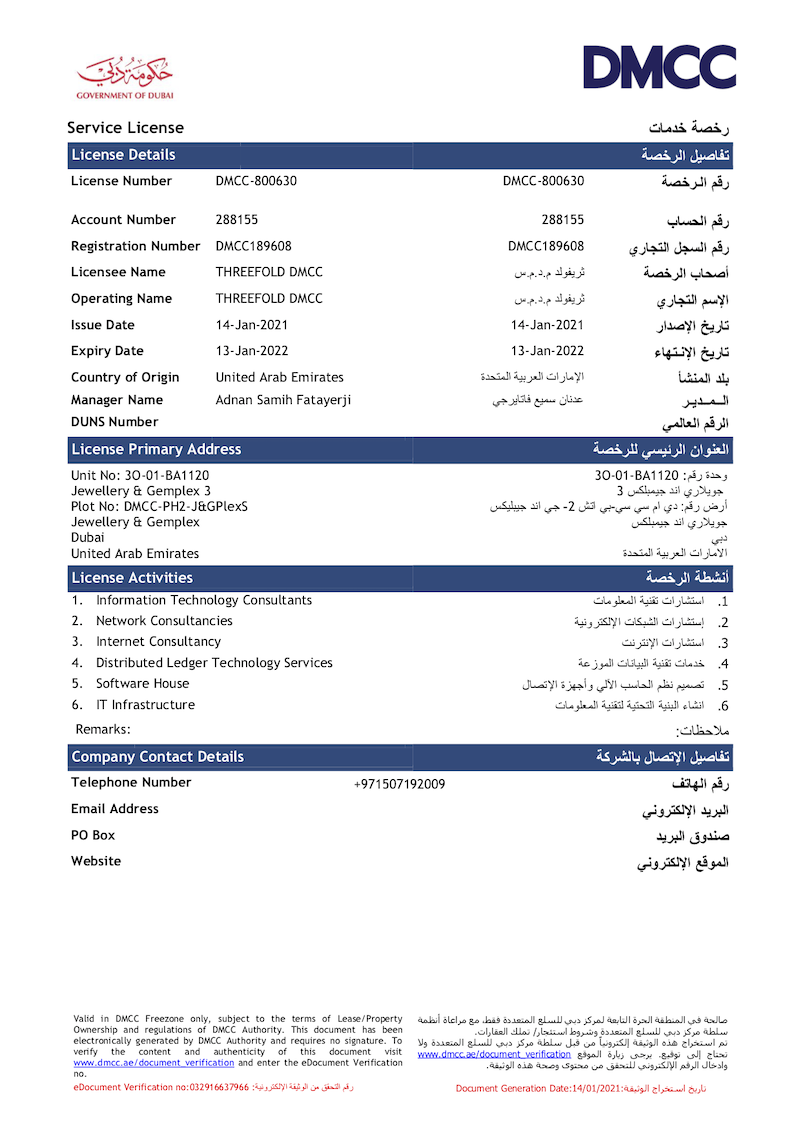 حكومة دبي
GOVERNMENT OF DUBAI
DMCC
Service License رخصة خدمات
License Details تفاصيل الرخصة
License Number DMCC-800630 DMCC-800630 رقم الرخصة
Account Number 288155 288155 رقم الحساب
Registration Number DMCC189608 DMCC189608 رقم السجل التجاري
Licensee Name THREEFOLD DMCC ثريفولد م.د.م.س أصحاب الرخصة
Operating Name THREEFOLD DMCC ثريفولد م.د.م.س الإسم التجاري
Issue Date 14-Jan-2021 14-Jan-2021 تاريخ الإصدار
Expiry Date 13-Jan-2022 13-Jan-2022 تاريخ الإنتهاء
Country of Origin United Arab Emirates الإمارات العربية المتحدة بلد المنشأ
Manager Name Adnan Samih Fatayerji عدنان سميع فاتايرجي الـمـديـر
DUNS Number الرقم العالمي
License Primary Address العنوان الرئيسي للرخصة
Unit No: 3O-01-BA1120 وحدة رقم: 3O-01-BA1120
Jewellery & Gemplex 3 جويلاري اند جيمبلكس 3
Plot No: DMCC-PH2-J&GPlexS أرض رقم: دي ام سي سي-بي اتش 2- جي اند جيبليكس
Jewellery & Gemplex جويلاري اند جيمبلكس
Dubai دبي
United Arab Emirates الامارات العربية المتحدة
License Activities أنشطة الرخصة
1. Information Technology Consultants 1. استشارات تقنية المعلومات
2. Network Consultancies 2. إستشارات الشبكات الإلكترونية
3. Internet Consultancy 3. استشارات الإنترنت
4. Distributed Ledger Technology Services 4. خدمات تقنية البيانات الموزعة
5. Software House 5. تصميم نظم الحاسب الآلي وأجهزة الإتصال
6. IT Infrastructure 6. انشاء البنية التحتية لتقنية المعلومات
Remarks: ملاحظات:
Company Contact Details تفاصيل الإتصال بالشركة
Telephone Number +971507192009 رقم الهاتف
Email Address البريد الإلكتروني
PO Box صندوق البريد
Website الموقع الإلكتروني
Valid in DMCC Freezone only, subject to the terms of Lease/Property
Ownership and regulations of DMCC Authority. This document has been
electronically generated by DMCC Authority and requires no signature. To
verify the content and authenticity of this document visit
www.dmcc.ae/document_verification and enter the eDocument Verification
no.
صالحة في المنطقة الحرة التابعة لمركز دبي للسلع المتعددة فقط، مع مراعاة أنظمة
سلطة مركز دبي للسلع المتعددة وشروط استئجار/ تملك العقارات.
تم استخراج هذه الوثيقة إلكترونياً من قبل سلطة مركز دبي للسلع المتعددة ولا
تحتاج إلى توقيع. يرجى زيارة الموقع www.dmcc.ae/document_verification
وادخال الرقم الإلكتروني للتحقق من محتوى وصحة هذه الوثيقة.
eDocument Verification no:032916637966 رقم التحقق من الوثيقة الإلكترونية:
Document Generation Date:14/01/2021 تاريخ استخراج الوثيقة: